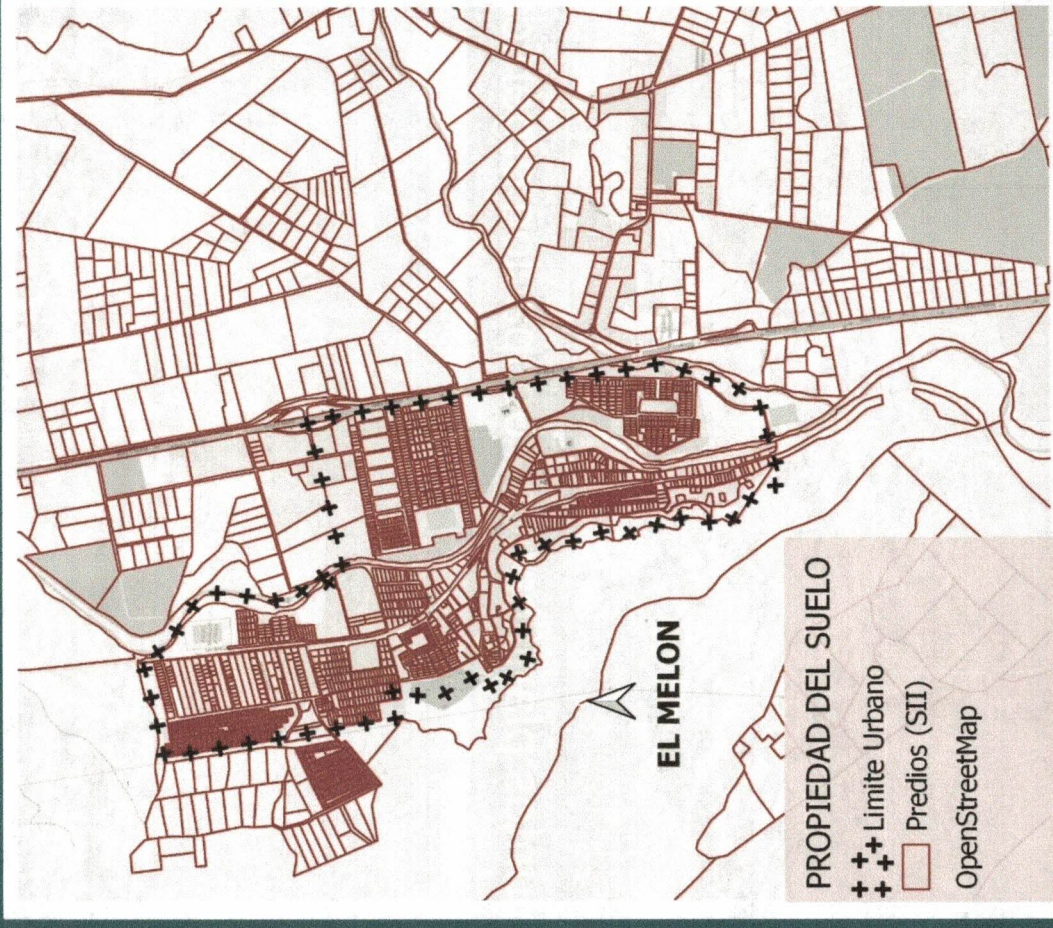 EL MELON
PROPIEDAD DEL SUELO
Limite Urbano
Predios (SII)
OpenStreetMap